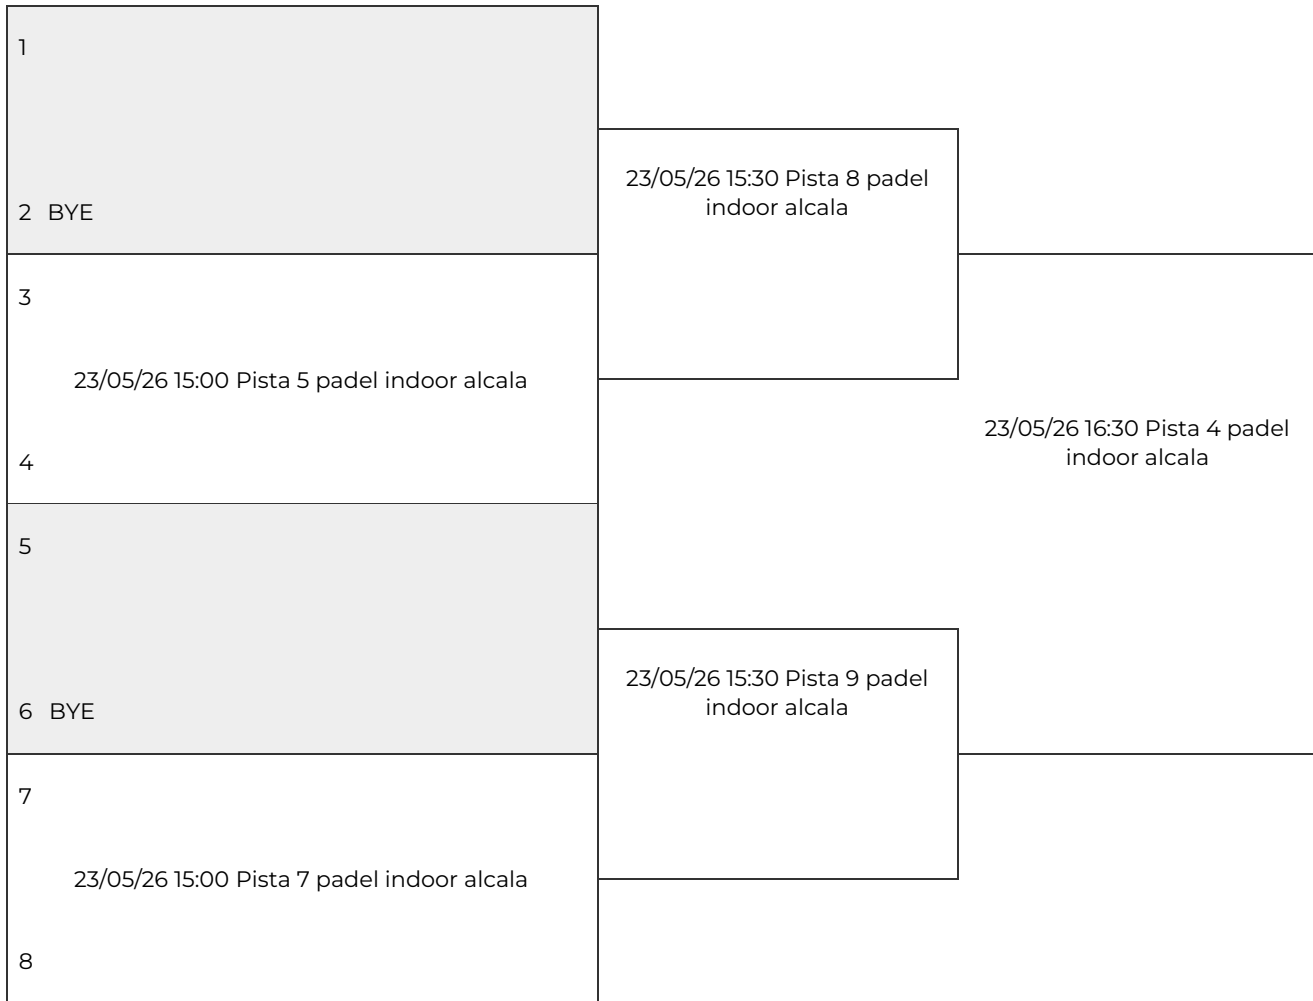 1
2 BYE
3
23/05/26 15:00 Pista 5 padel indoor alcala
4
5
6 BYE
7
23/05/26 15:00 Pista 7 padel indoor alcala
8
23/05/26 15:30 Pista 8 padel
indoor alcala
23/05/26 15:30 Pista 9 padel
indoor alcala
23/05/26 16:30 Pista 4 padel
indoor alcala